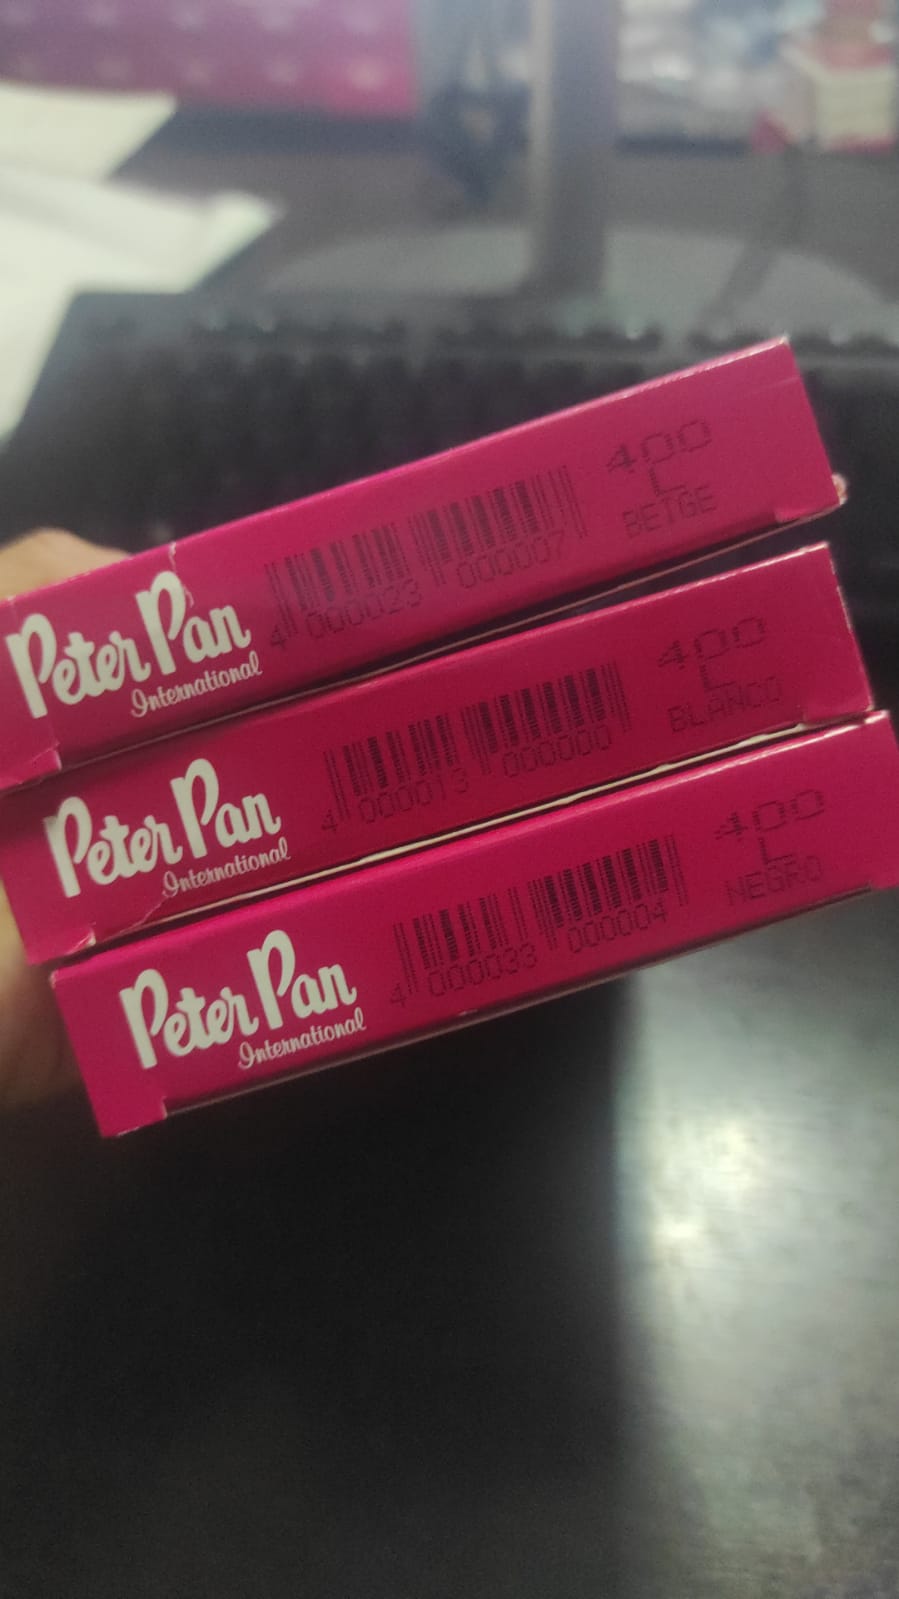 Peter Pan
International
4 000023 000007
400
L
BEIGE
Peter Pan
International
4 000013 000000
400
L
BLANCO
Peter Pan
International
4 000033 000004
400
L
NEGRO